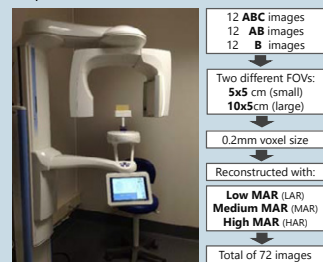 12 ABC images
12 AB images
12 B images
Two different FOVs:
5x5 cm (small)
10x5cm (large)
0.2mm voxel size
Reconstructed with:
Low MAR (LAR)
Medium MAR (MAR)
High MAR (HAR)
Total of 72 images